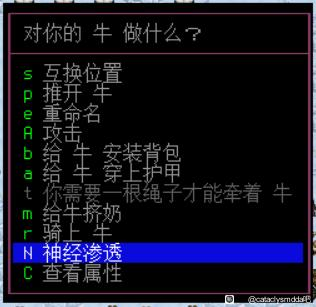 对你的 牛 做什么？
s 互换位置
p 推开 牛
e 重命名
A 攻击
b 给 牛 安装背包
a 给 牛 穿上护甲
t 你需要一根绳子才能牵着 牛
m 给牛挤奶
r 骑上 牛
N 神经渗透
C 查看属性
@cataclysmdda吧